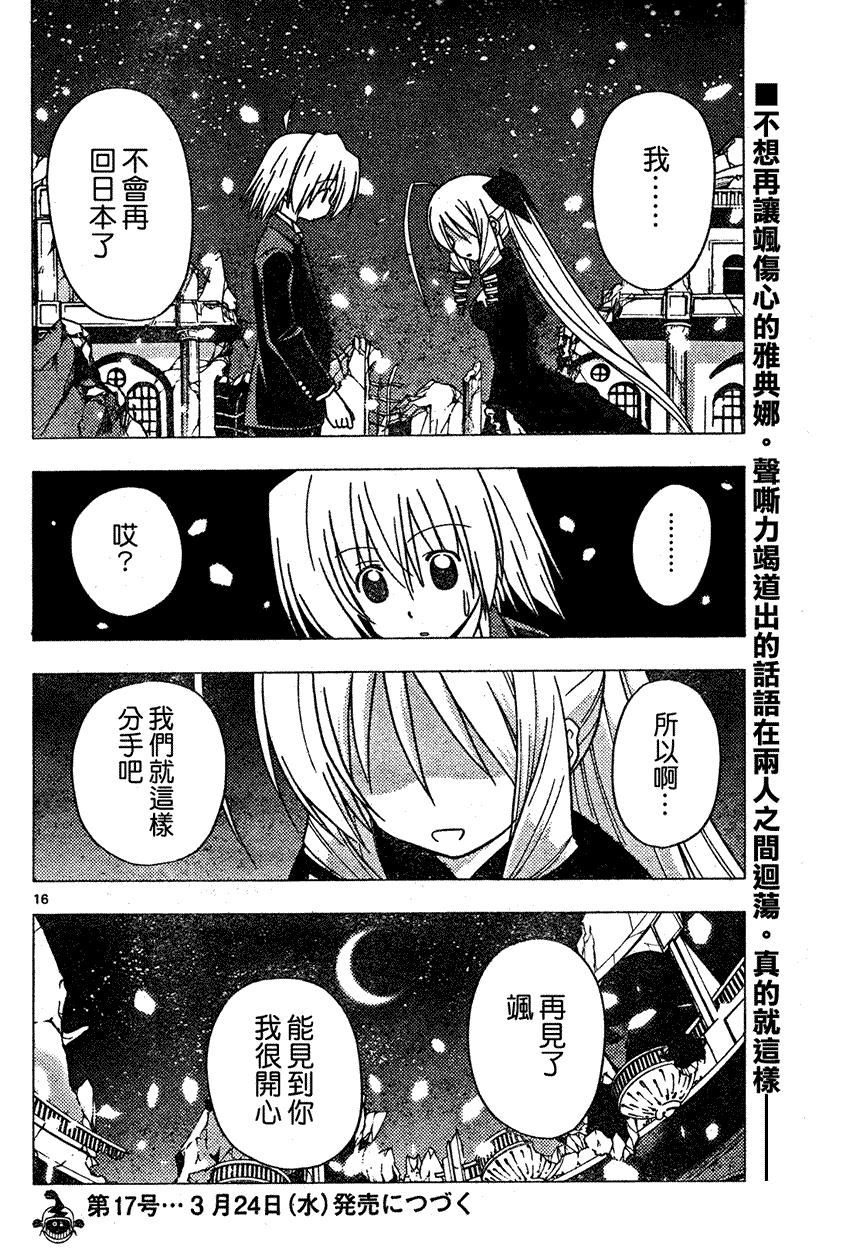 ■不想再讓颯傷心的雅典娜。聲嘶力竭道出的話語在兩人之間迴蕩。真的就這樣——
我……
不會再
回日本了
………
哎？
所以啊…
我們就這樣
分手吧
16
再見了
颯
能見到你
我很開心
第17号…3月24日(水)発売につづく